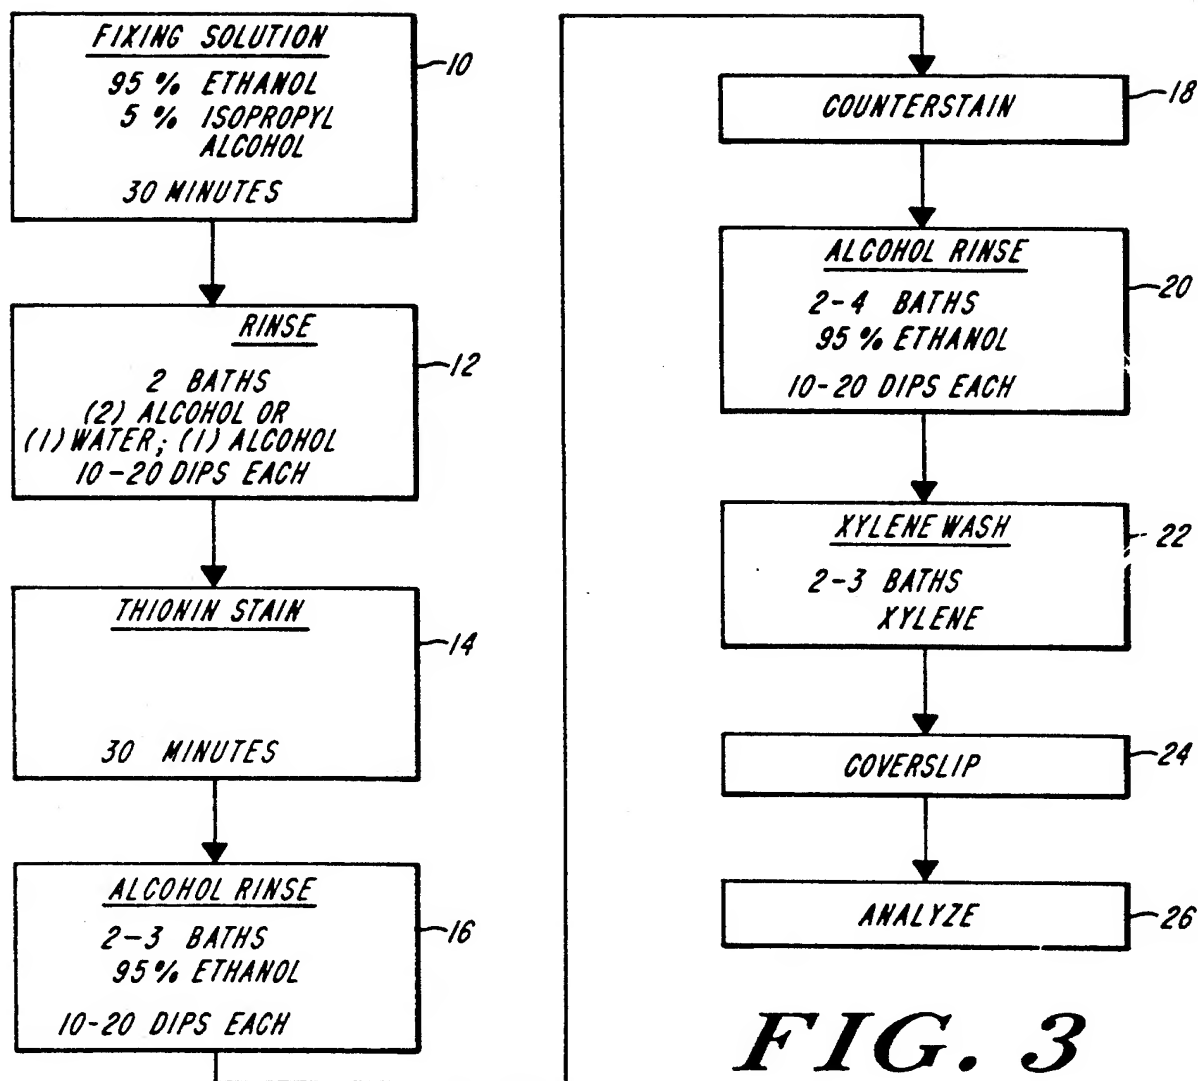 FIXING SOLUTION
95 % ETHANOL
5 % ISOPROPYL
ALCOHOL
30 MINUTES
10
RINSE
2 BATHS
(2) ALCOHOL OR
(1) WATER; (1) ALCOHOL
10-20 DIPS EACH
12
THIONIN STAIN
30 MINUTES
14
ALCOHOL RINSE
2-3 BATHS
95% ETHANOL
10-20 DIPS EACH
16
COUNTERSTAIN
18
ALCOHOL RINSE
2-4 BATHS
95% ETHANOL
10-20 DIPS EACH
20
XYLENE WASH
2-3 BATHS
XYLENE
22
COVERSLIP
24
ANALYZE
26
FIG. 3